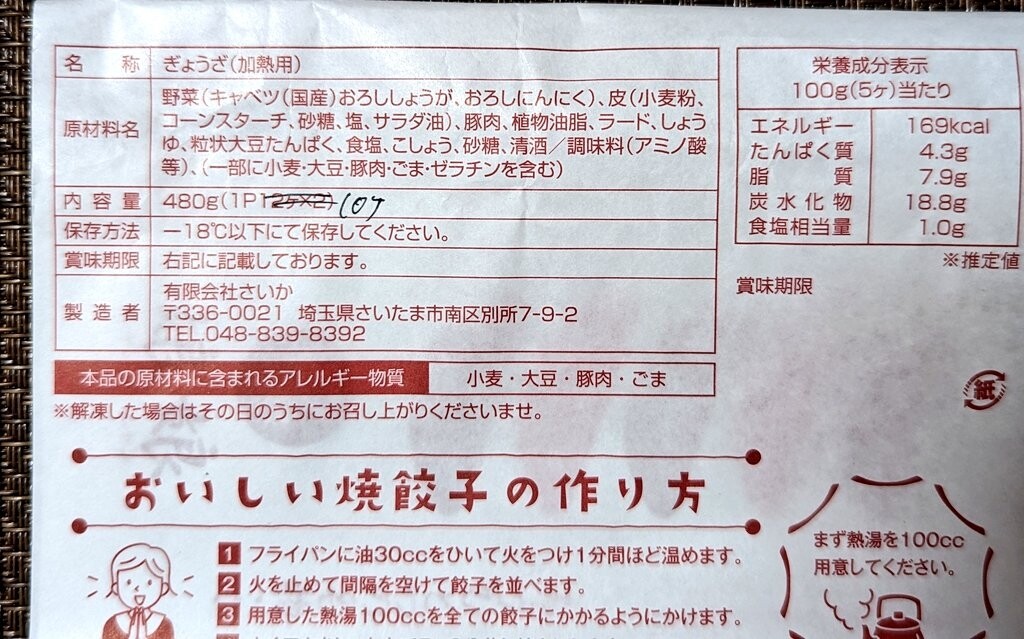 名 称 ぎょうざ(加熱用)
原材料名 野菜(キャベツ(国産)おろししょうが、おろしにんにく)、皮(小麦粉、
コーンスターチ、砂糖、塩、サラダ油)、豚肉、植物油脂、ラード、しょう
ゆ、粒状大豆たんぱく、食塩、こしょう、砂糖、清酒／調味料(アミノ酸
等)、(一部に小麦・大豆・豚肉・ごま・ゼラチンを含む)
内容量 480g(1P12ケ×2) 10ケ
保存方法 −18℃以下にて保存してください。
賞味期限 右記に記載しております。
製造者 有限会社さいか
〒336-0021 埼玉県さいたま市南区別所7-9-2
TEL.048-839-8392
本品の原材料に含まれるアレルギー物質 小麦・大豆・豚肉・ごま
※解凍した場合はその日のうちにお召し上がりくださいませ。
栄養成分表示
100g(5ヶ)当たり
エネルギー 169kcal
たんぱく質 4.3g
脂 質 7.9g
炭水化物 18.8g
食塩相当量 1.0g
※推定値
賞味期限
紙
おいしい焼餃子の作り方
1 フライパンに油30ccをひいて火をつけ1分間ほど温めます。
2 火を止めて間隔を空けて餃子を並べます。
3 用意した熱湯100ccを全ての餃子にかかるようにかけます。
まず熱湯を100cc
用意してください。